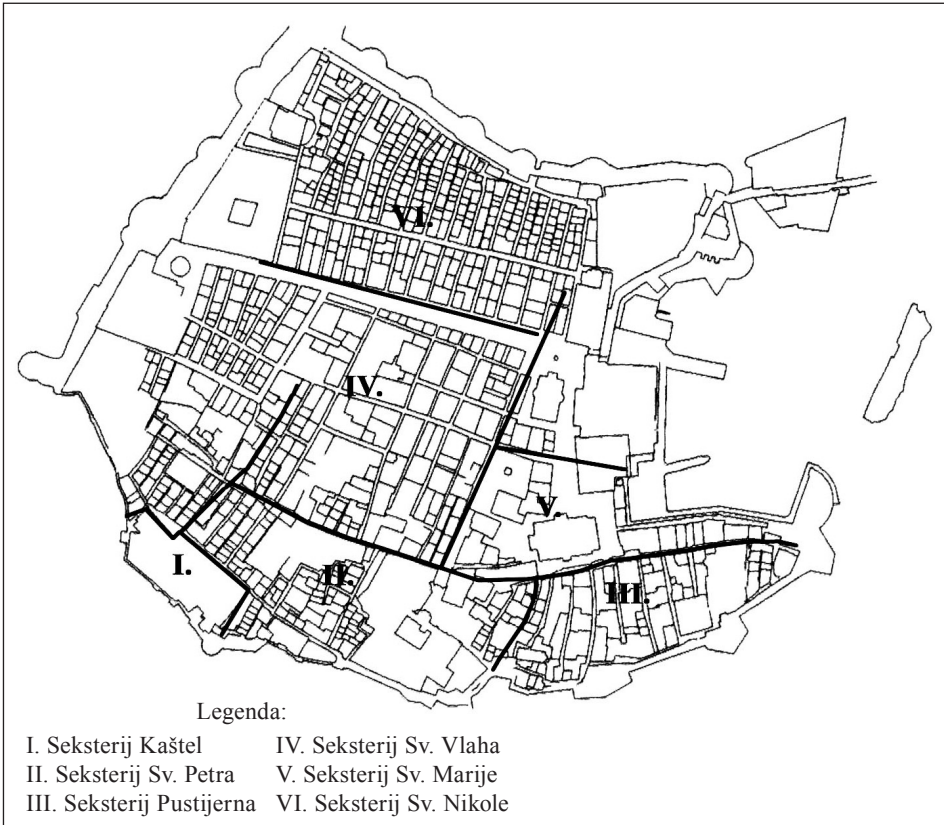 VI.
IV.
V.
I.
II.
III.
Legenda:
I. Seksterij Kaštel
II. Seksterij Sv. Petra
III. Seksterij Pustijerna
IV. Seksterij Sv. Vlaha
V. Seksterij Sv. Marije
VI. Seksterij Sv. Nikole